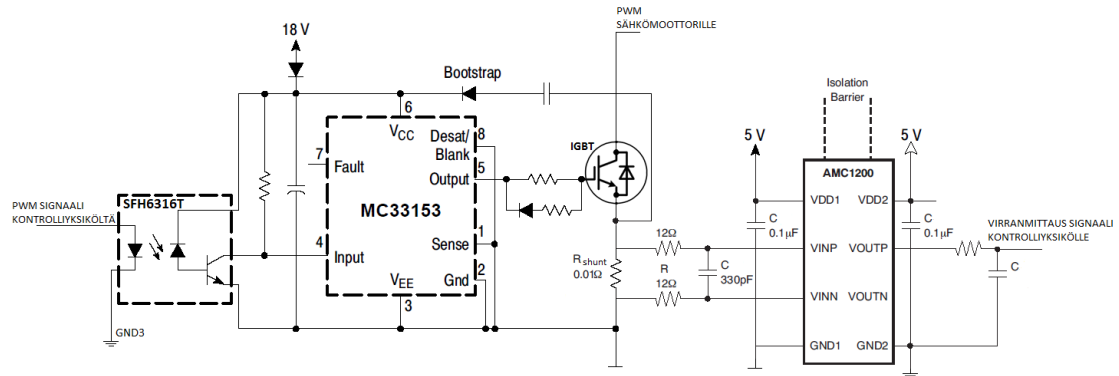 PWM
SÄHKÖMOOTTORILLE
18 V
Bootstrap
Isolation
Barrier
6
VCC
Desat/
Blank
8
7
Fault
5
Output
IGBT
5 V
5 V
AMC1200
SFH6316T
MC33153
VDD1
VDD2
PWM SIGNAALI
KONTROLLIYKSIKÖLTÄ
C
0.1µF
C
0.1µF
VIRRANMITTAUS SIGNAALI
KONTROLLIYKSIKÖLLE
4
Input
Sense
1
12Ω
VINP
VOUTP
Rshunt
0.01Ω
R
12Ω
C
330pF
C
VEE
Gnd
2
3
VINN
VOUTN
GND3
GND1
GND2